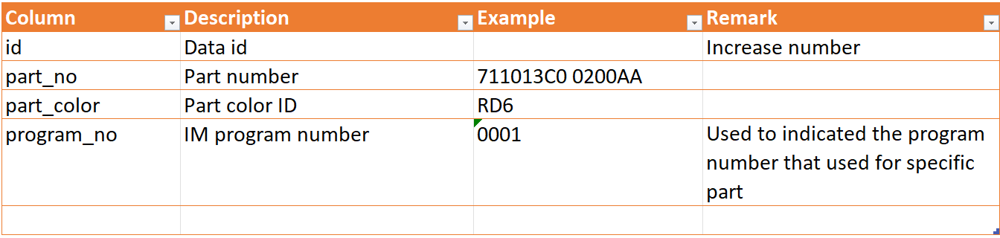 Column Description Example Remark
id Data id Increase number
part_no Part number 711013C0 0200AA
part_color Part color ID RD6
program_no IM program number 0001 Used to indicated the program
number that used for specific
part